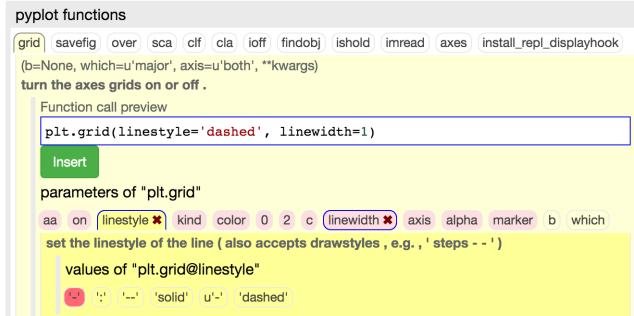 pyplot functions
grid savefig over sca clf cla ioff findobj ishold imread axes install_repl_displayhook
(b=None, which=u'major', axis=u'both', **kwargs)
turn the axes grids on or off .
Function call preview
plt.grid(linestyle='dashed', linewidth=1)
Insert
parameters of "plt.grid"
aa on linestyle ✖ kind color 0 2 c linewidth ✖ axis alpha marker b which
set the linestyle of the line ( also accepts drawstyles , e.g. , ' steps - - ' )
values of "plt.grid@linestyle"
'-' ':' '--' 'solid' u'-' 'dashed'